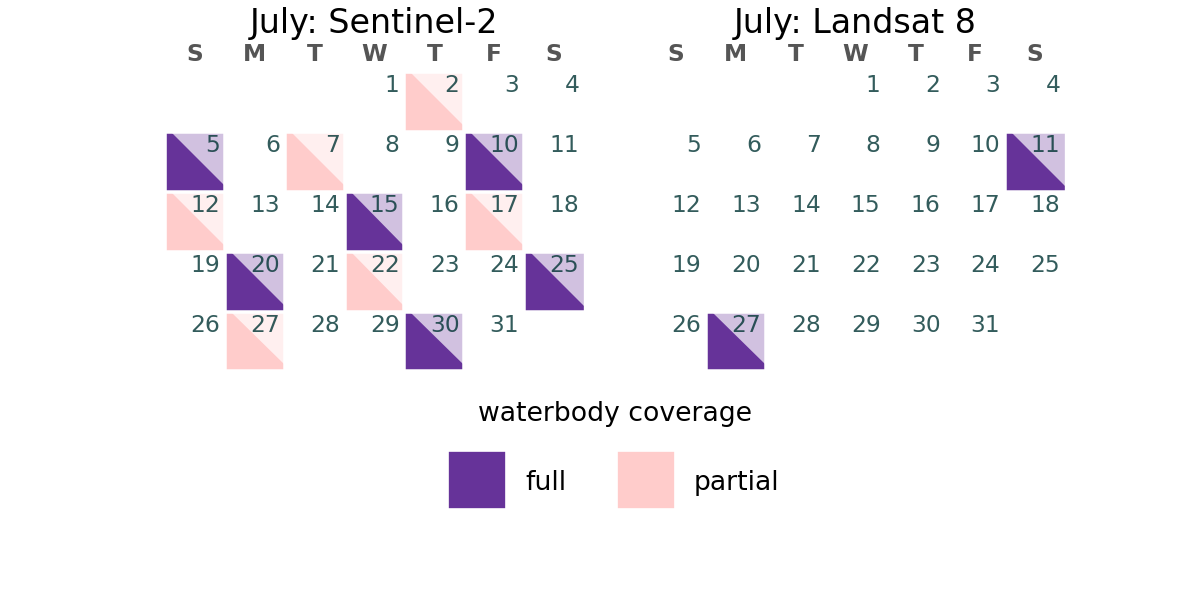 July: Sentinel-2
S M T W T F S
1 2 3 4
5 6 7 8 9 10 11
12 13 14 15 16 17 18
19 20 21 22 23 24 25
26 27 28 29 30 31
July: Landsat 8
S M T W T F S
1 2 3 4
5 6 7 8 9 10 11
12 13 14 15 16 17 18
19 20 21 22 23 24 25
26 27 28 29 30 31
waterbody coverage
full partial